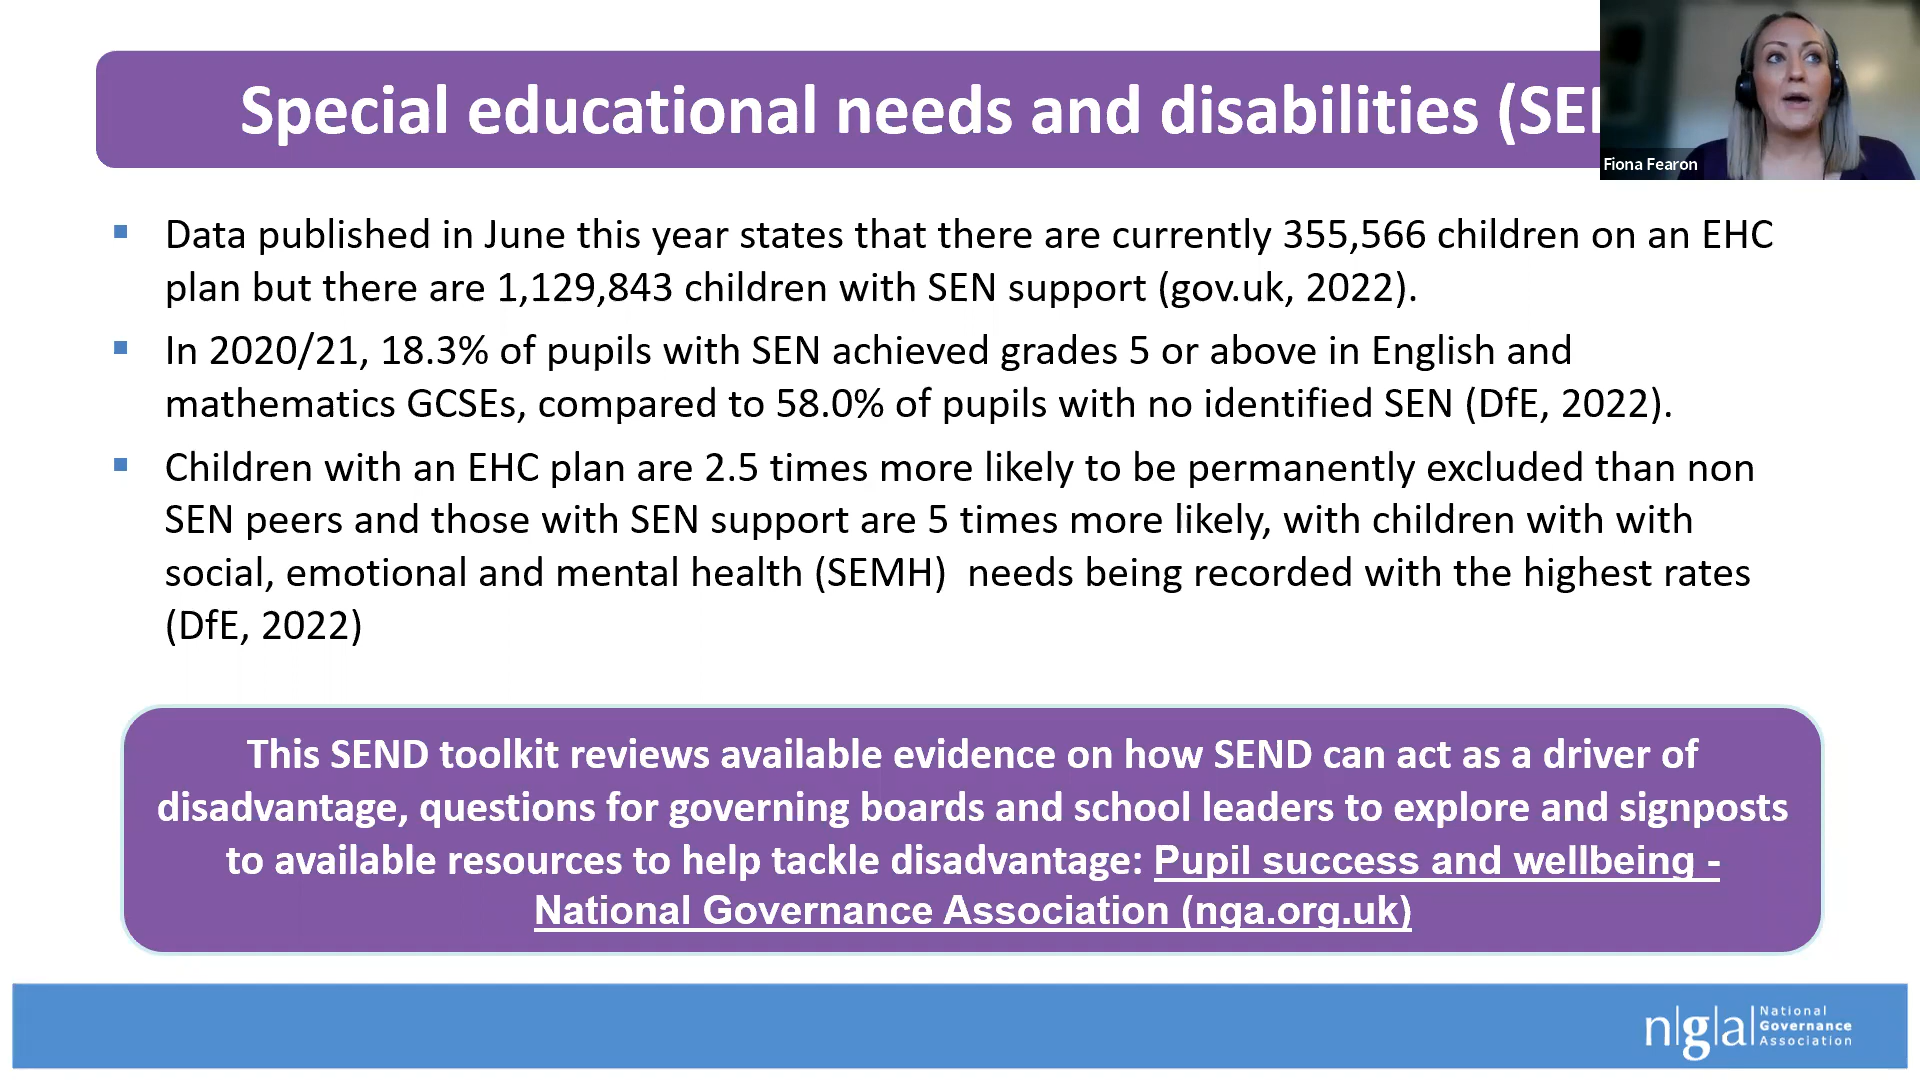 Special educational needs and disabilities (SE
Fiona Fearon
Data published in June this year states that there are currently 355,566 children on an EHC
plan but there are 1,129,843 children with SEN support (gov.uk, 2022).
In 2020/21, 18.3% of pupils with SEN achieved grades 5 or above in English and
mathematics GCSEs, compared to 58.0% of pupils with no identified SEN (DfE, 2022).
Children with an EHC plan are 2.5 times more likely to be permanently excluded than non
SEN peers and those with SEN support are 5 times more likely, with children with with
social, emotional and mental health (SEMH)  needs being recorded with the highest rates
(DfE, 2022)
This SEND toolkit reviews available evidence on how SEND can act as a driver of
disadvantage, questions for governing boards and school leaders to explore and signposts
to available resources to help tackle disadvantage: Pupil success and wellbeing -
National Governance Association (nga.org.uk)
n|g|a|
National
Governance
Association